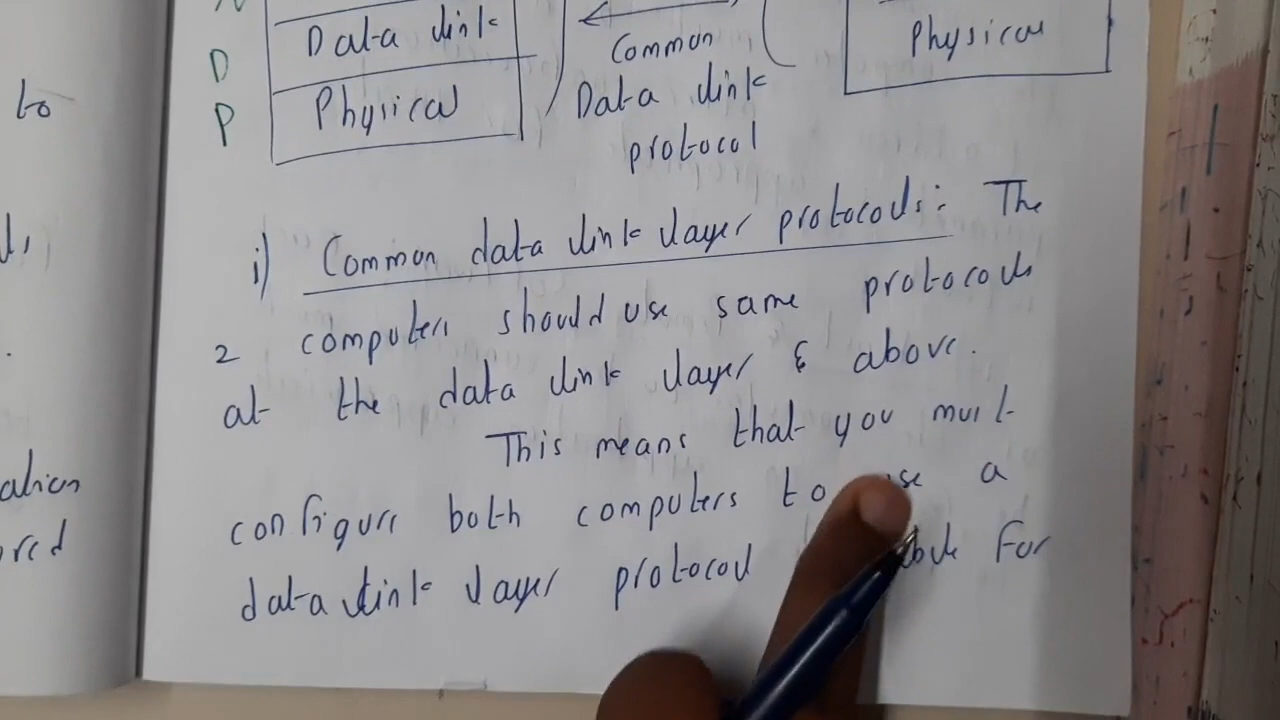 Data link
D
Common
Physical
P
Physical
Data link
protocol
to
i) Common data link layer protocols: The
2 computers should use same protocols
at the data link layer & above.
This means that you must
configure both computers to use a
data link layer protocol for